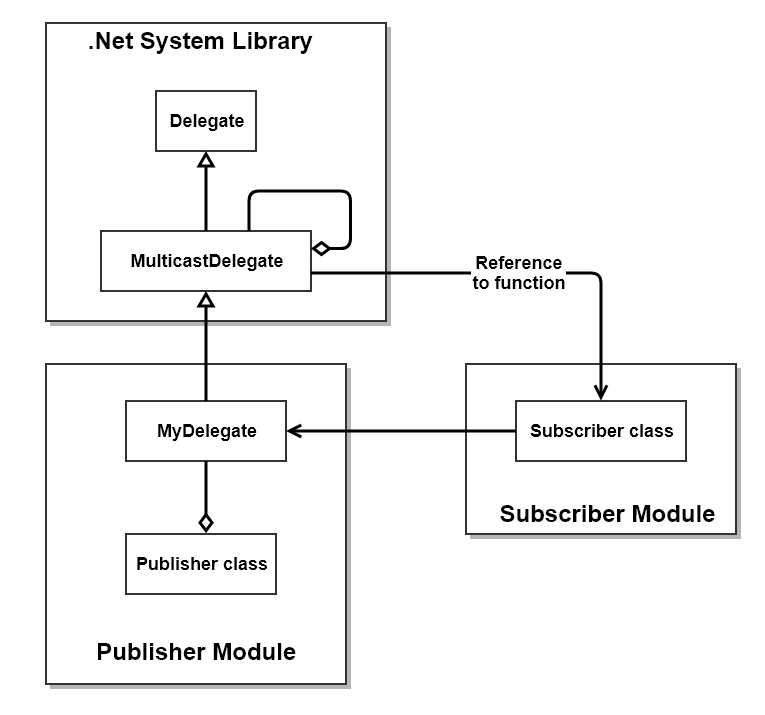 .Net System Library
Delegate
MulticastDelegate
Reference
to function
MyDelegate
Subscriber class
Subscriber Module
Publisher class
Publisher Module